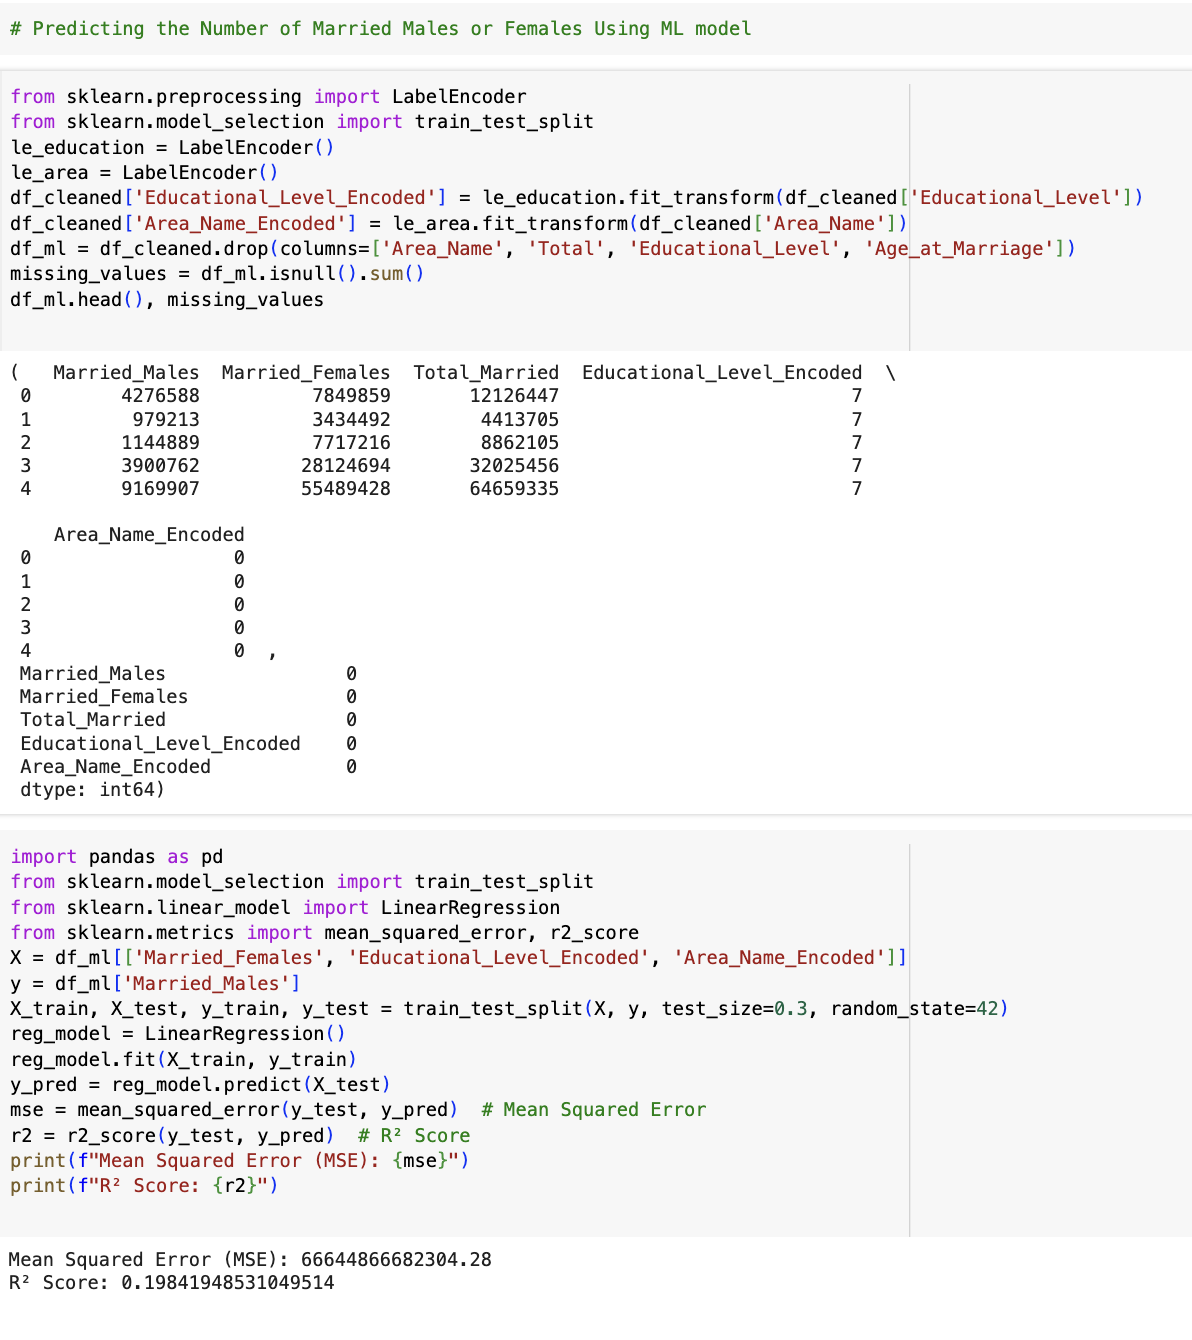 # Predicting the Number of Married Males or Females Using ML model
from sklearn.preprocessing import LabelEncoder
from sklearn.model_selection import train_test_split
le_education = LabelEncoder()
le_area = LabelEncoder()
df_cleaned['Educational_Level_Encoded'] = le_education.fit_transform(df_cleaned['Educational_Level'])
df_cleaned['Area_Name_Encoded'] = le_area.fit_transform(df_cleaned['Area_Name'])
df_ml = df_cleaned.drop(columns=['Area_Name', 'Total', 'Educational_Level', 'Age_at_Marriage'])
missing_values = df_ml.isnull().sum()
df_ml.head(), missing_values
(   Married_Males  Married_Females  Total_Married  Educational_Level_Encoded  \
0        4276588          7849859       12126447                          7
1         979213          3434492        4413705                          7
2        1144889          7717216        8862105                          7
3        3900762         28124694       32025456                          7
4        9169907         55489428       64659335                          7
Area_Name_Encoded
0                  0
1                  0
2                  0
3                  0
4                  0  ,
Married_Males                0
Married_Females              0
Total_Married                0
Educational_Level_Encoded    0
Area_Name_Encoded            0
dtype: int64)
import pandas as pd
from sklearn.model_selection import train_test_split
from sklearn.linear_model import LinearRegression
from sklearn.metrics import mean_squared_error, r2_score
X = df_ml[['Married_Females', 'Educational_Level_Encoded', 'Area_Name_Encoded']]
y = df_ml['Married_Males']
X_train, X_test, y_train, y_test = train_test_split(X, y, test_size=0.3, random_state=42)
reg_model = LinearRegression()
reg_model.fit(X_train, y_train)
y_pred = reg_model.predict(X_test)
mse = mean_squared_error(y_test, y_pred)  # Mean Squared Error
r2 = r2_score(y_test, y_pred)  # R² Score
print(f"Mean Squared Error (MSE): {mse}")
print(f"R² Score: {r2}")
Mean Squared Error (MSE): 66644866682304.28
R² Score: 0.19841948531049514